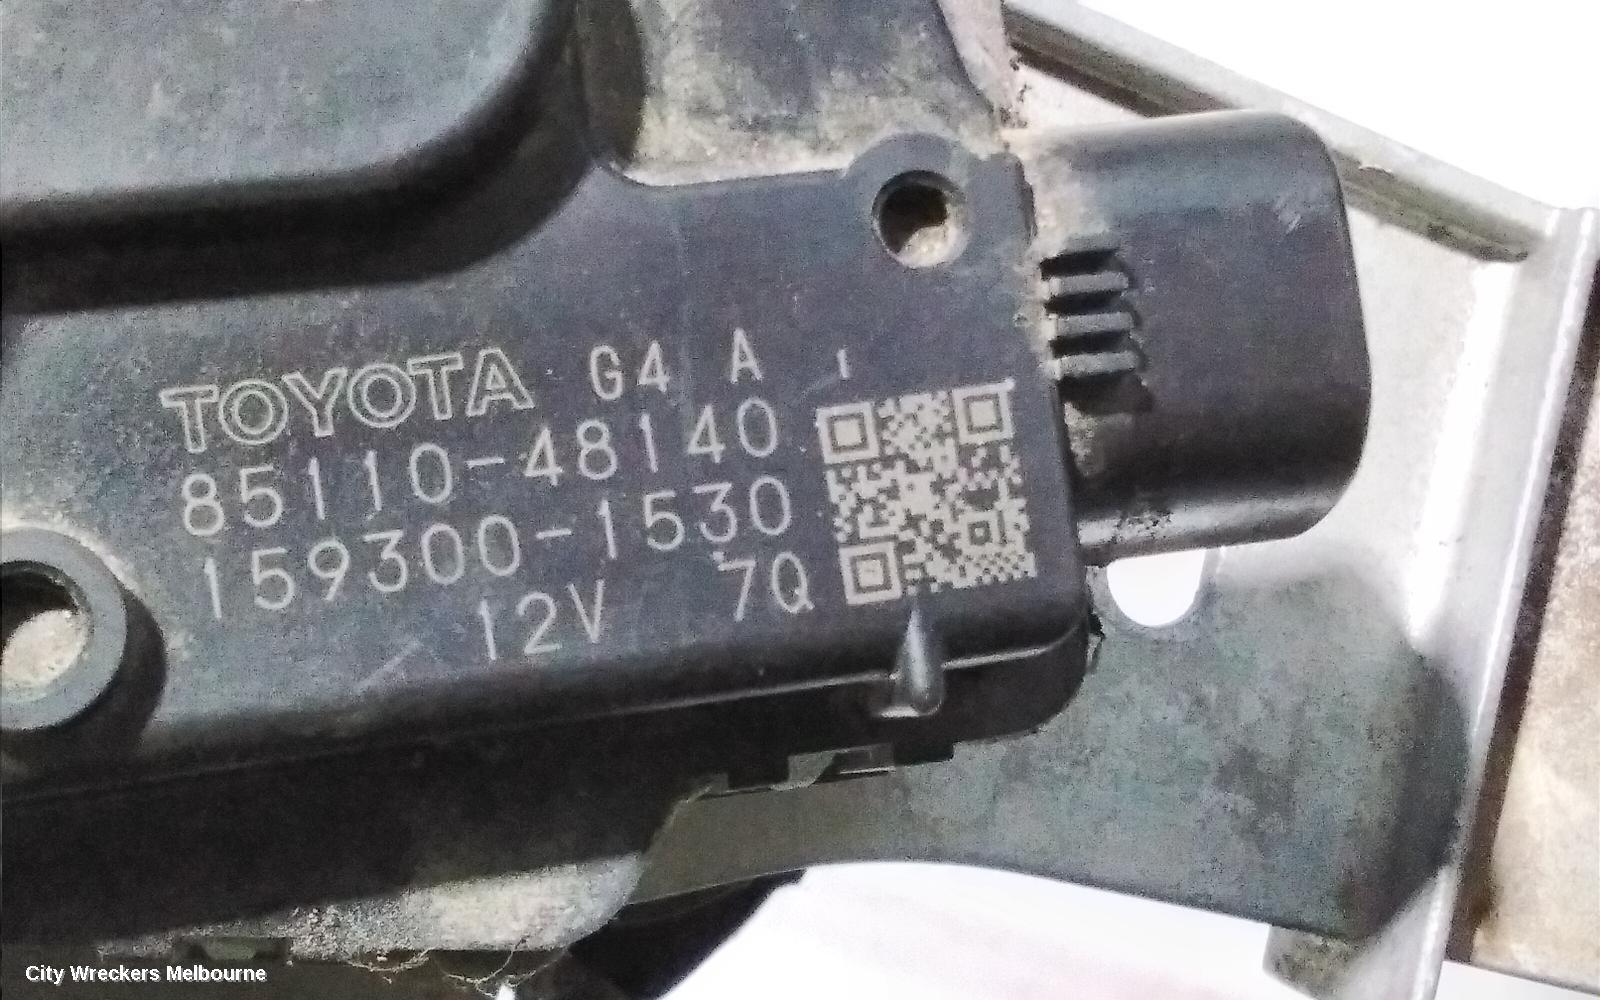 TOYOTA G4 A
85110-48140
159300-1530
12V 7Q
City Wreckers Melbourne